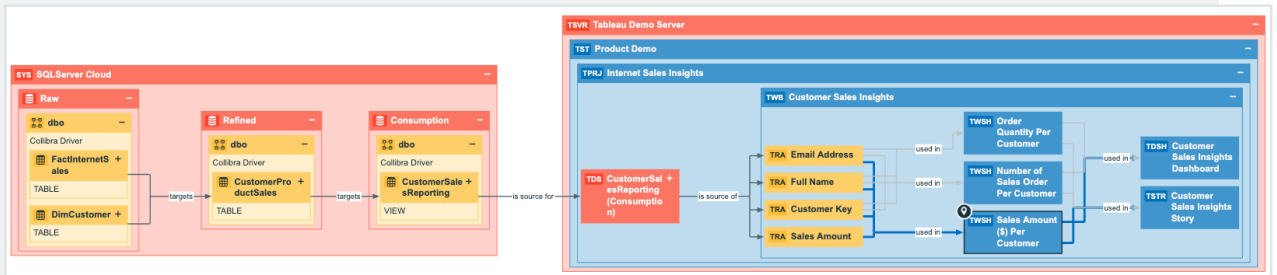 TSVR Tableau Demo Server
TST Product Demo
TPRJ Internet Sales Insights
SYS SQLServer Cloud
Raw
dbo
Collibra Driver
FactInternetS
ales
TABLE
DimCustomer
TABLE
targets
Refined
dbo
Collibra Driver
CustomerPro
ductSales
TABLE
targets
Consumption
dbo
Collibra Driver
CustomerSale
sReporting
VIEW
is source for
TDS CustomerSal
esReporting
(Consumptio
n)
is source of
TWB Customer Sales Insights
TRA Email Address
TRA Full Name
TRA Customer Key
TRA Sales Amount
used in
used in
used in
TWSH Order
Quantity Per
Customer
TWSH Number of
Sales Order
Per Customer
TWSH Sales Amount
($) Per
Customer
used in
used in
TDSH Customer
Sales Insights
Dashboard
TSTR Customer
Sales Insights
Story